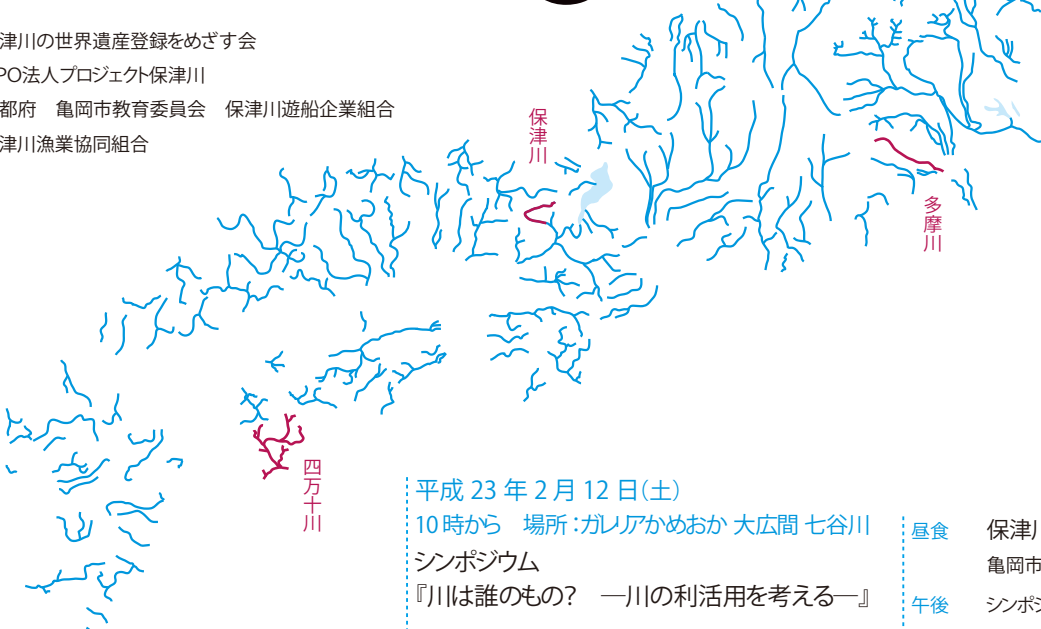 津川の世界遺産登録をめざす会
PO法人プロジェクト保津川
都府　亀岡市教育委員会　保津川遊船企業組合
津川漁業協同組合
保津川
多摩川
四万十川
平成 23 年 2 月 12 日(土)
10 時から　場所：ガレリアかめおか 大広間 七谷川
シンポジウム
『川は誰のもの？　―川の利活用を考える―』
昼食　保津川
亀岡市
午後　シンポジ